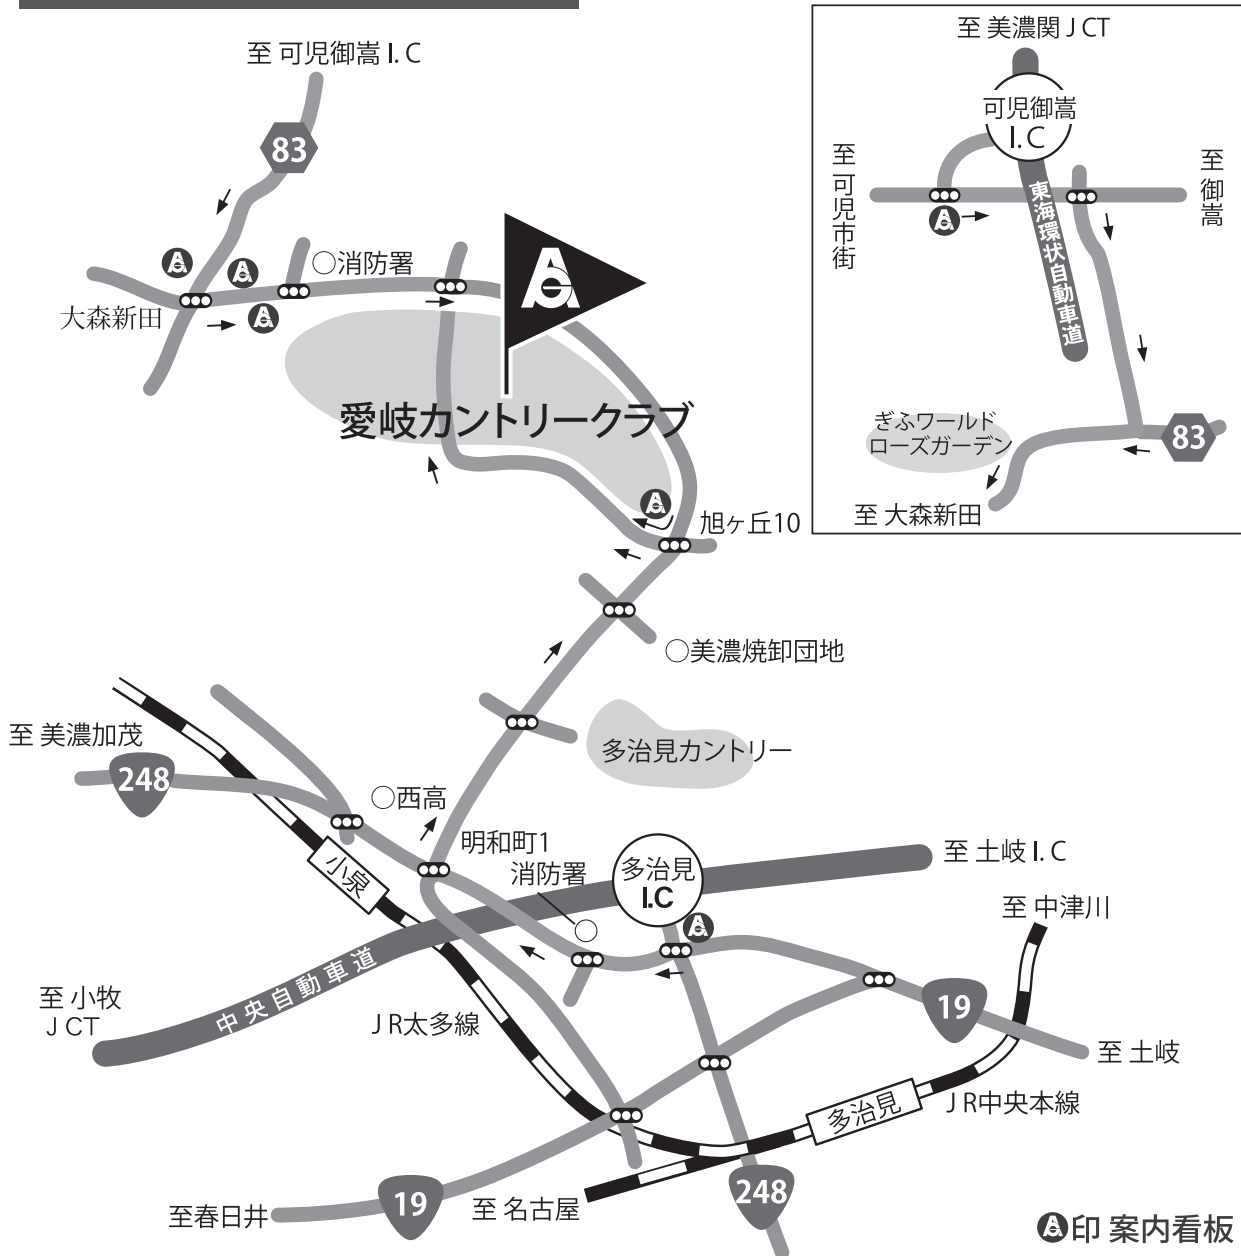 至 可児御嵩 I. C
83
○消防署
大森新田
愛岐カントリークラブ
旭ヶ丘10
○美濃焼卸団地
多治見カントリー
至 美濃加茂
248
○西高
明和町1
消防署
小泉
多治見
I.C
至 土岐 I. C
至 中津川
至 小牧
J CT
中央自動車道
J R太多線
19
至 土岐
J R中央本線
多治見
至春日井
19
至 名古屋
248
印 案内看板
至 美濃関 J CT
可児御嵩
I. C
至 可児市街
至 御嵩
東海環状自動車道
ぎふワールド
ローズガーデン
83
至 大森新田